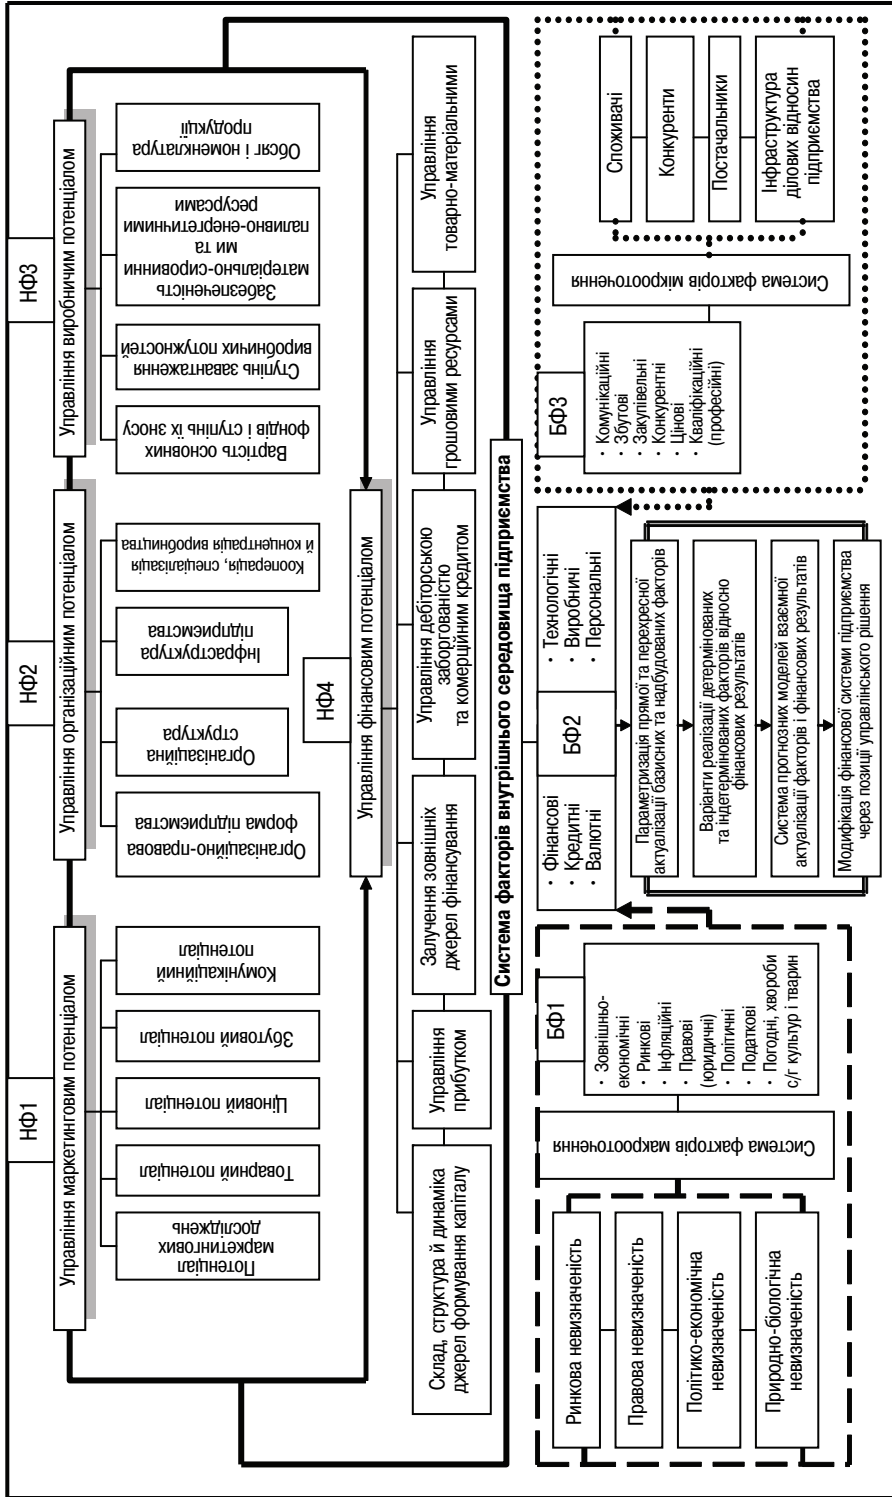 НФ1
Управління маркетинговим потенціалом
Потенціал
маркетингових
досліджень
Товарний потенціал
Ціновий потенціал
Збутовий потенціал
Комунікаційний
потенціал
НФ2
Управління організаційним потенціалом
Організаційно-правова
форма підприємства
Організаційна
структура
Інфраструктура
підприємства
Кооперація, спеціалізація
й концентрація виробництва
НФ3
Управління виробничим потенціалом
Вартість основних
фондів і ступінь їх зносу
Ступінь завантаження
виробничих потужностей
Забезпеченість
матеріально-сировинни
ми та
паливно-енергетичними
ресурсами
Обсяг і номенклатура
продукції
НФ4
Управління фінансовим потенціалом
Склад, структура й динаміка
джерел формування капіталу
Управління
прибутком
Залучення зовнішніх
джерел фінансування
Управління дебіторською
заборгованістю
та комерційним кредитом
Управління
грошовими ресурсами
Управління
товарно-матеріальними
Система факторів внутрішнього середовища підприємства
Ринкова невизначеність
Правова невизначеність
Політико-економічна
невизначеність
Природно-біологічна
невизначеність
Система факторів макрооточення
БФ1
· Зовнішньо-
економічні
· Ринкові
· Інфляційні
· Правові
(юридичні)
· Політичні
· Податкові
· Погодні, хвороби
с/г культур і тварин
БФ2
· Фінансові
· Кредитні
· Валютні
· Технологічні
· Виробничі
· Персональні
Параметризація прямої та перехресної
актуалізації базисних та надбудованих факторів
Варіанти реалізації детермінованих
та індетермінованих факторів відносно
фінансових результатів
Система прогнозних моделей взаємної
актуалізації факторів і фінансових результатів
Модифікація фінансової системи підприємства
через позиції управлінського рішення
БФ3
· Комунікаційні
· Збутові
· Закупівельні
· Конкурентні
· Цінові
· Кваліфікаційні
(професійні)
Система факторів мікрооточення
Споживачі
Конкуренти
Постачальники
Інфраструктура
ділових відносин
підприємства